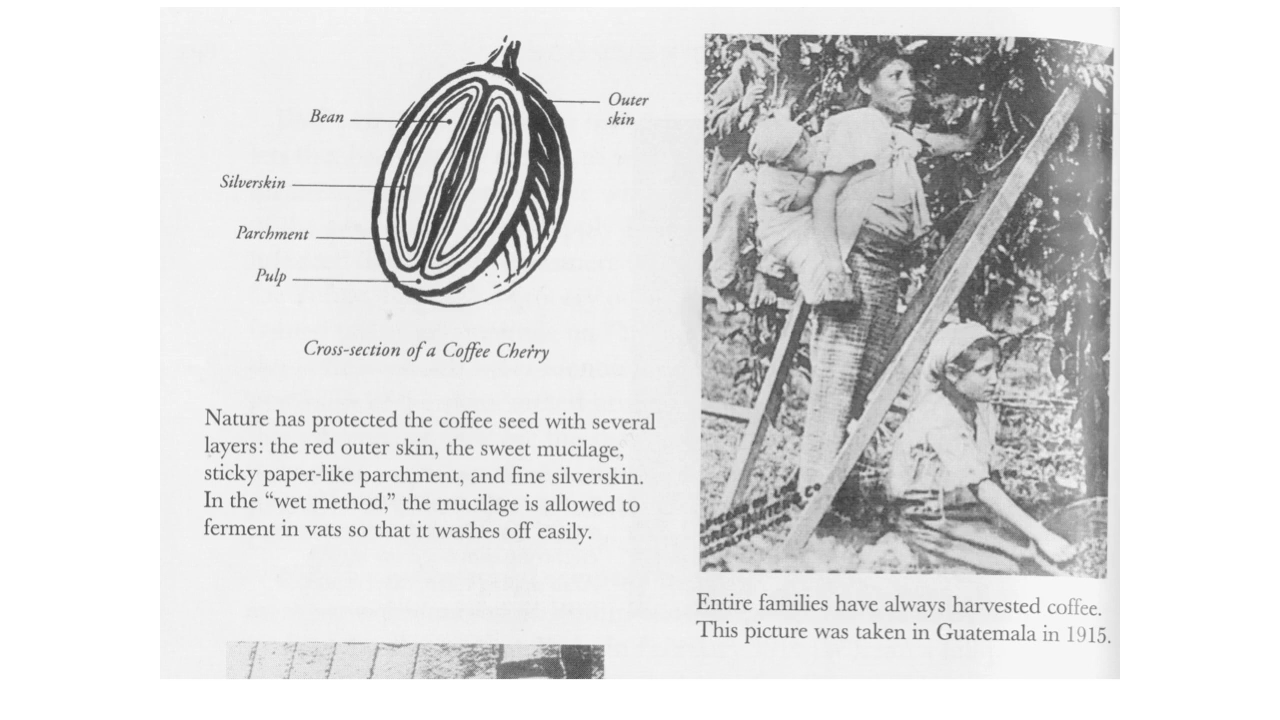 Bean
Outer
skin
Silverskin
Parchment
Pulp
Cross-section of a Coffee Cherry
Nature has protected the coffee seed with several
layers: the red outer skin, the sweet mucilage,
sticky paper-like parchment, and fine silverskin.
In the “wet method,” the mucilage is allowed to
ferment in vats so that it washes off easily.
Entire families have always harvested coffee.
This picture was taken in Guatemala in 1915.